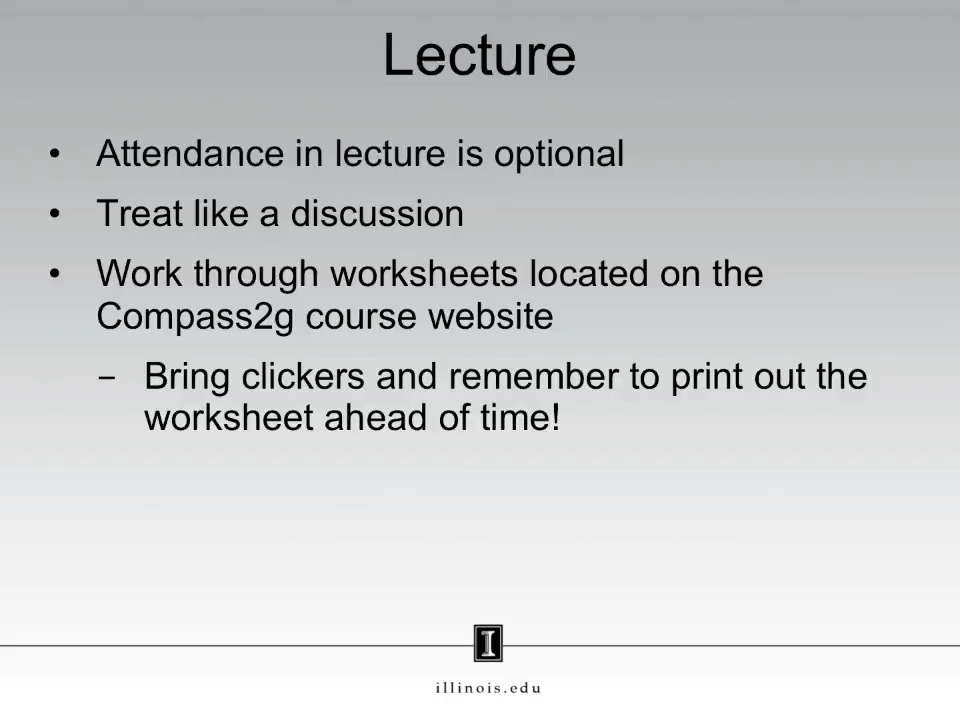 Lecture
• Attendance in lecture is optional
• Treat like a discussion
• Work through worksheets located on the
Compass2g course website
– Bring clickers and remember to print out the
worksheet ahead of time!
I
illinois.edu